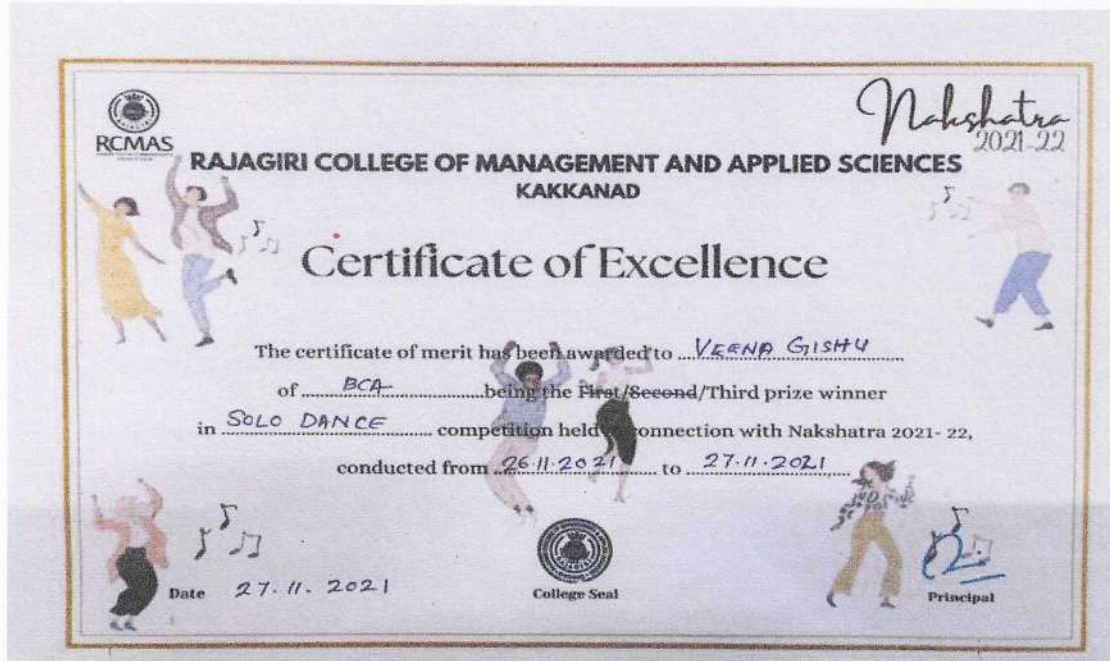 Nakshatra
2021-22
RCMAS
RAJAGIRI COLLEGE OF MANAGEMENT AND APPLIED SCIENCES
KAKKANAD
Certificate of Excellence
The certificate of merit has been awarded to VEENA GISHU
of BCA being the First/Second/Third prize winner
in SOLO DANCE competition held connection with Nakshatra 2021- 22,
conducted from 26.11.2021 to 27.11.2021
Date 27.11.2021
College Seal
Principal